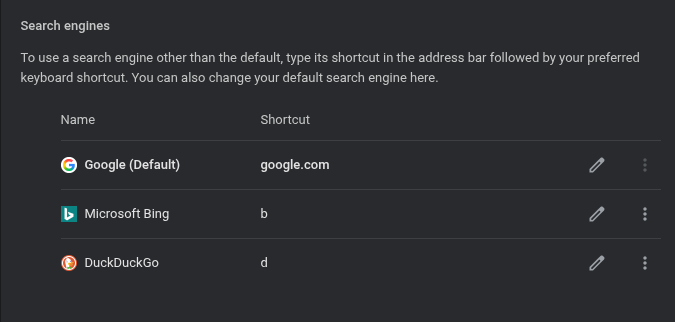 Search engines
To use a search engine other than the default, type its shortcut in the address bar followed by your preferred
keyboard shortcut. You can also change your default search engine here.
Name Shortcut
Google (Default) google.com
Microsoft Bing b
DuckDuckGo d